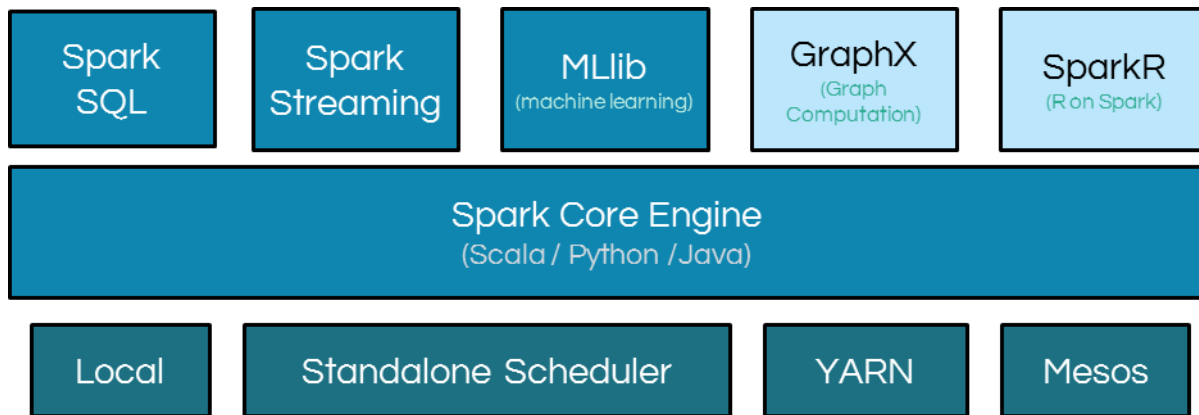 Spark
SQL
Spark
Streaming
MLlib
(machine learning)
GraphX
(Graph
Computation)
SparkR
(R on Spark)
Spark Core Engine
(Scala / Python /Java)
Local
Standalone Scheduler
YARN
Mesos